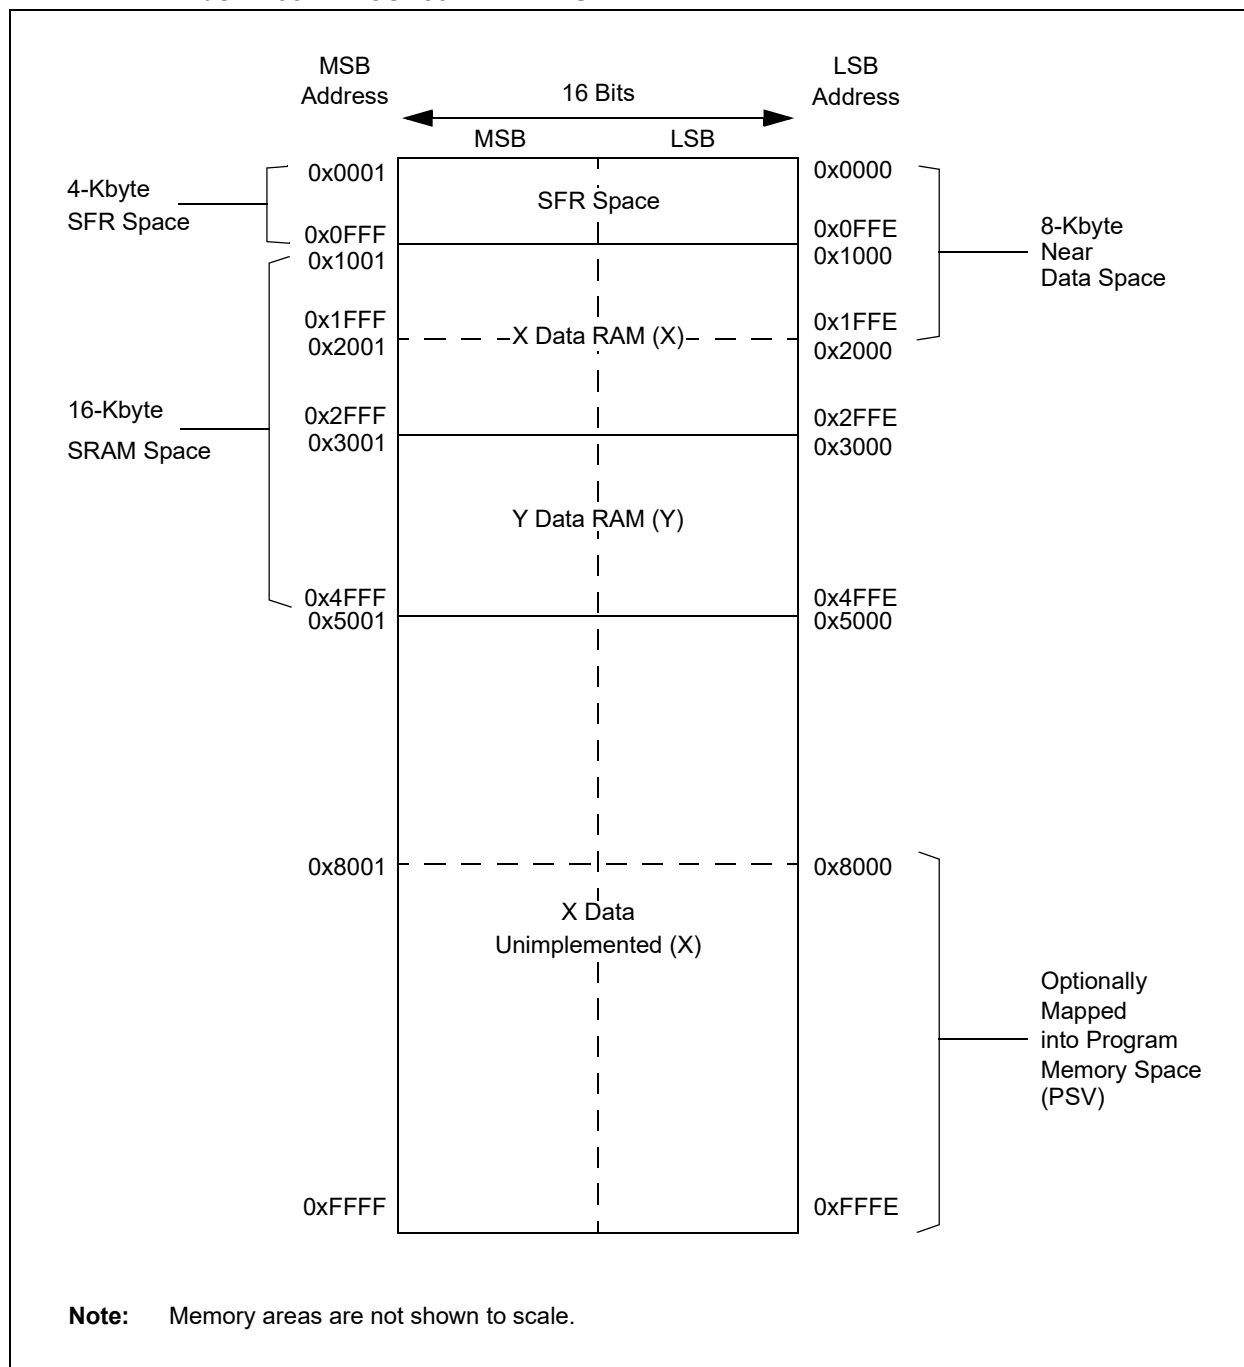 MSB
Address
LSB
Address
16 Bits
MSB
LSB
4-Kbyte
SFR Space
0x0001
SFR Space
0x0000
0x0FFF
0x0FFE
0x1001
0x1000
8-Kbyte
Near
Data Space
0x1FFF
X Data RAM (X)
0x1FFE
0x2001
0x2000
16-Kbyte
SRAM Space
0x2FFF
0x2FFE
0x3001
0x3000
Y Data RAM (Y)
0x4FFF
0x4FFE
0x5001
0x5000
0x8001
0x8000
X Data
Unimplemented (X)
Optionally
Mapped
into Program
Memory Space
(PSV)
0xFFFF
0xFFFE
Note: Memory areas are not shown to scale.